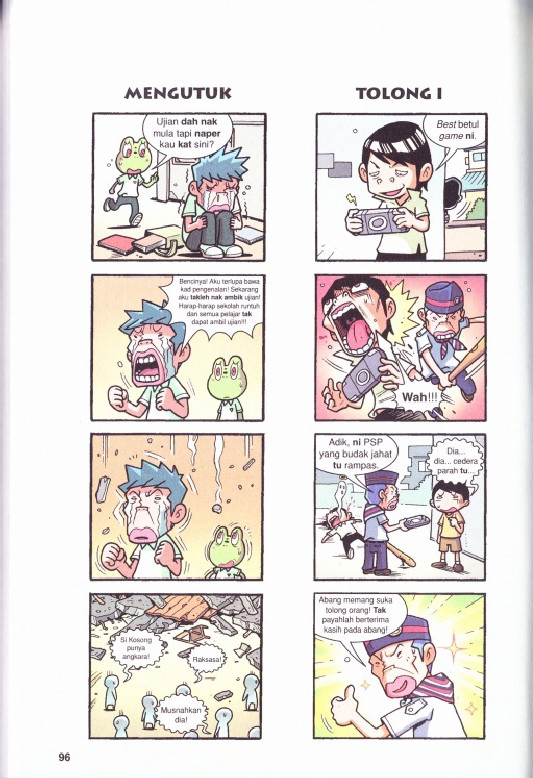 MENGUTUK
Ujian dah nak
mula tapi naper
kau kat sini?
Bencinya! Aku terlupa bawa
kad pengenalan! Sekarang
aku takleh nak ambik ujian!
Harap-harap sekolah runtuh
dan semua pelajar tak
dapat ambil ujian!!!
Si Kosong
punya
angkara!
Raksasa!
Musnahkan
dia!
TOLONG I
Best betul
game nii.
Wah!!!
Adik, ni PSP
yang budak jahat
tu rampas.
Dia...
dia... cedera
parah tu...
Abang memang suka
tolong orang! Tak
payahlah berterima
kasih pada abang!
96